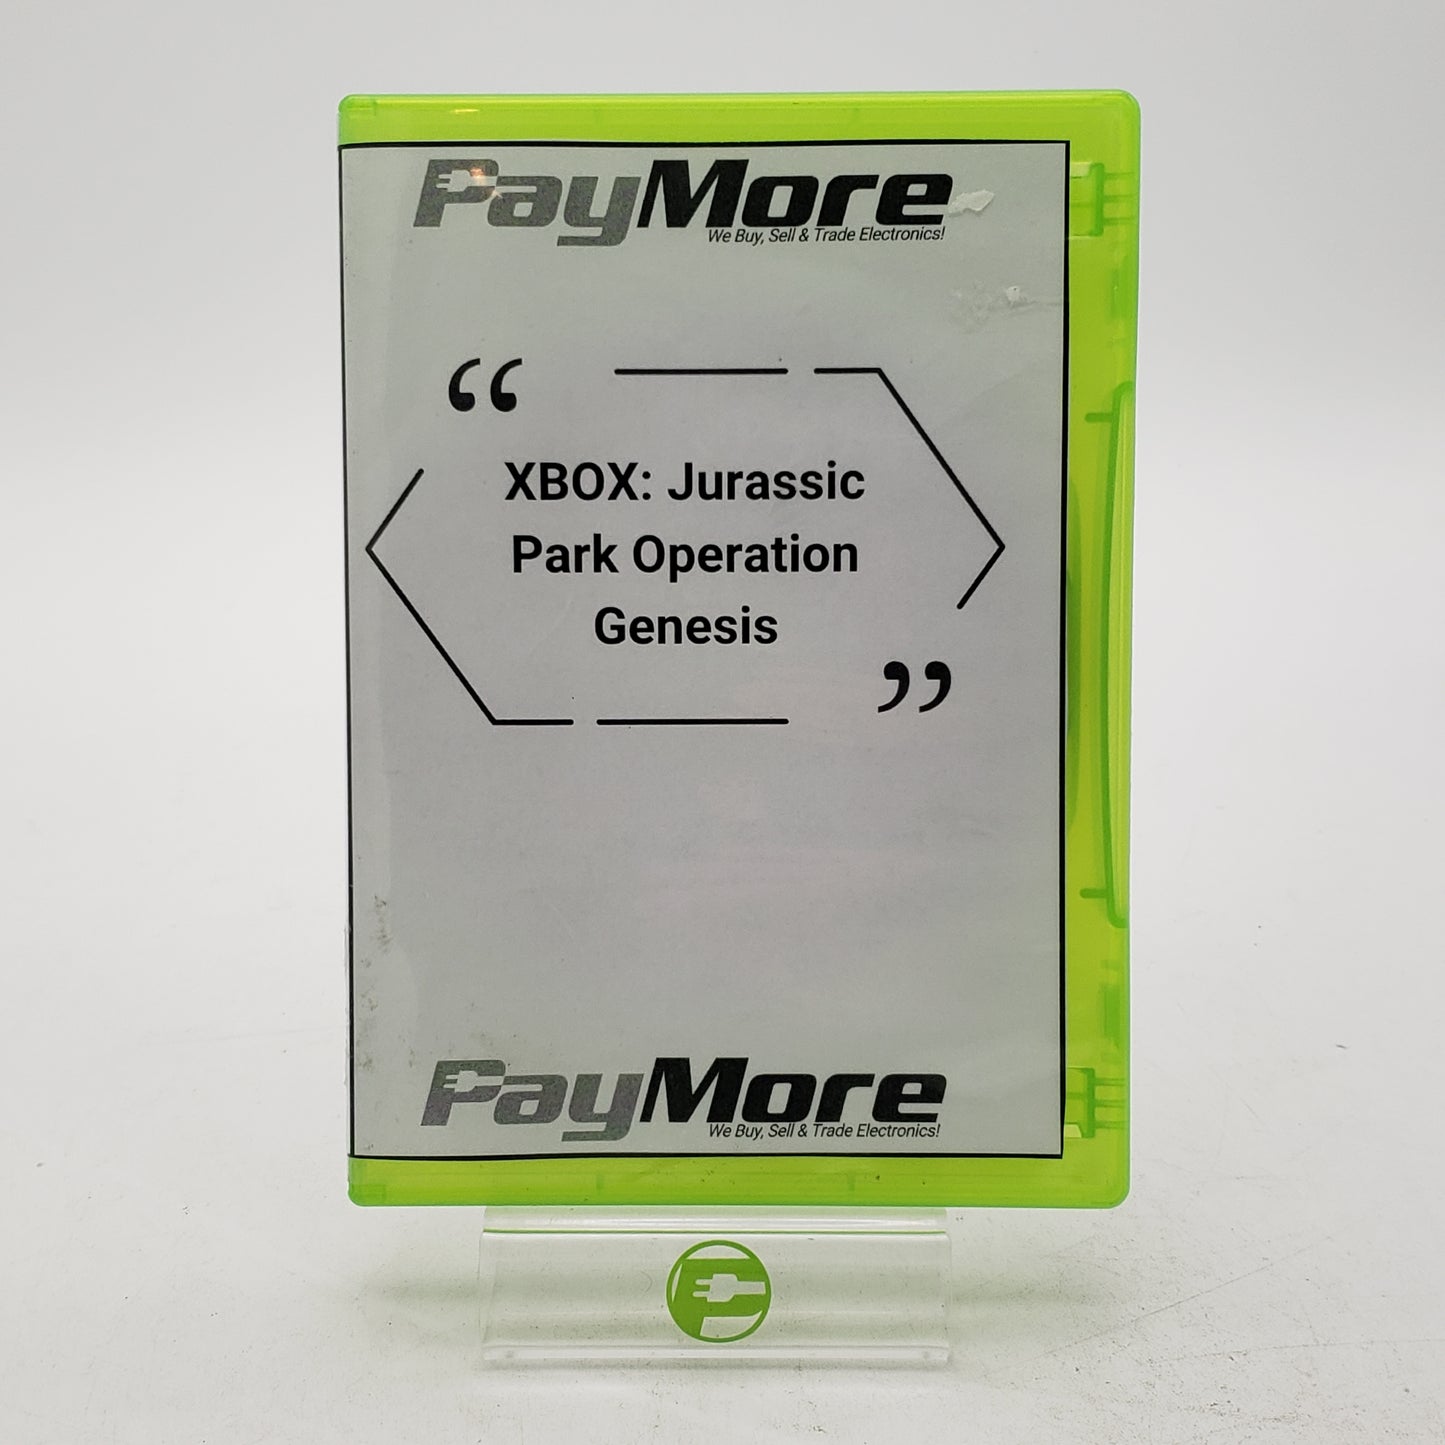 PayMore
We Buy, Sell & Trade Electronics!
“
XBOX: Jurassic
Park Operation
Genesis
”
PayMore
We Buy, Sell & Trade Electronics!